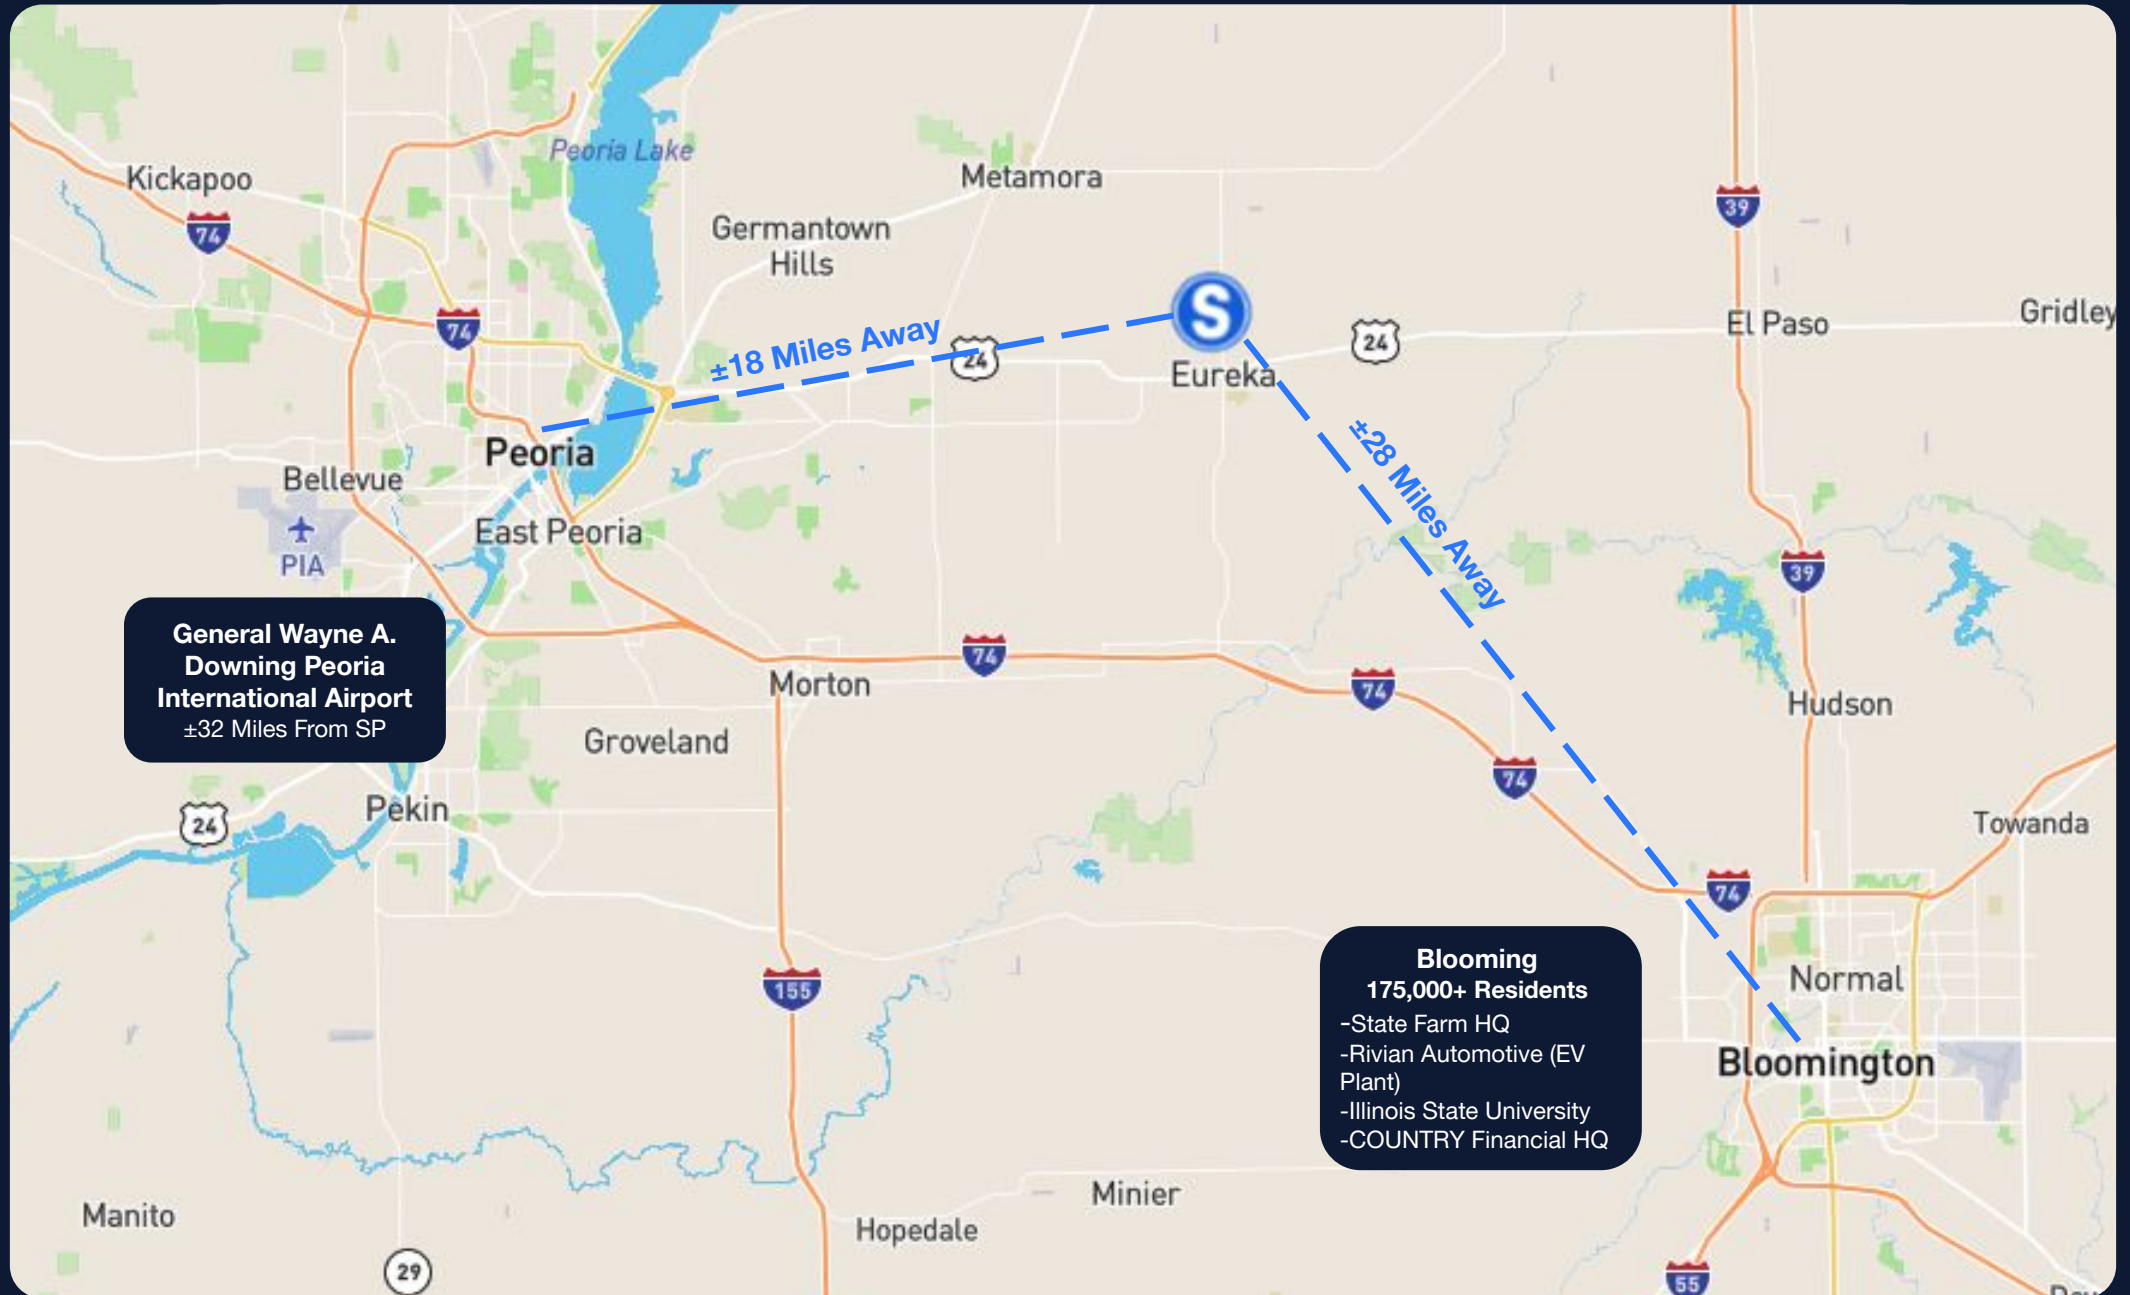 Peoria Lake
Kickapoo
Metamora
39
74
Germantown
Hills
S
74
±18 Miles Away
24
24
El Paso
Gridley
Eureka
Peoria
Bellevue
±28 Miles Away
East Peoria
PIA
39
General Wayne A.
Downing Peoria
International Airport
±32 Miles From SP
74
Morton
74
Hudson
Groveland
74
Pekin
24
Towanda
74
155
Blooming
175,000+ Residents
-State Farm HQ
-Rivian Automotive (EV
Plant)
-Illinois State University
-COUNTRY Financial HQ
Normal
Bloomington
Minier
Manito
Hopedale
29
55